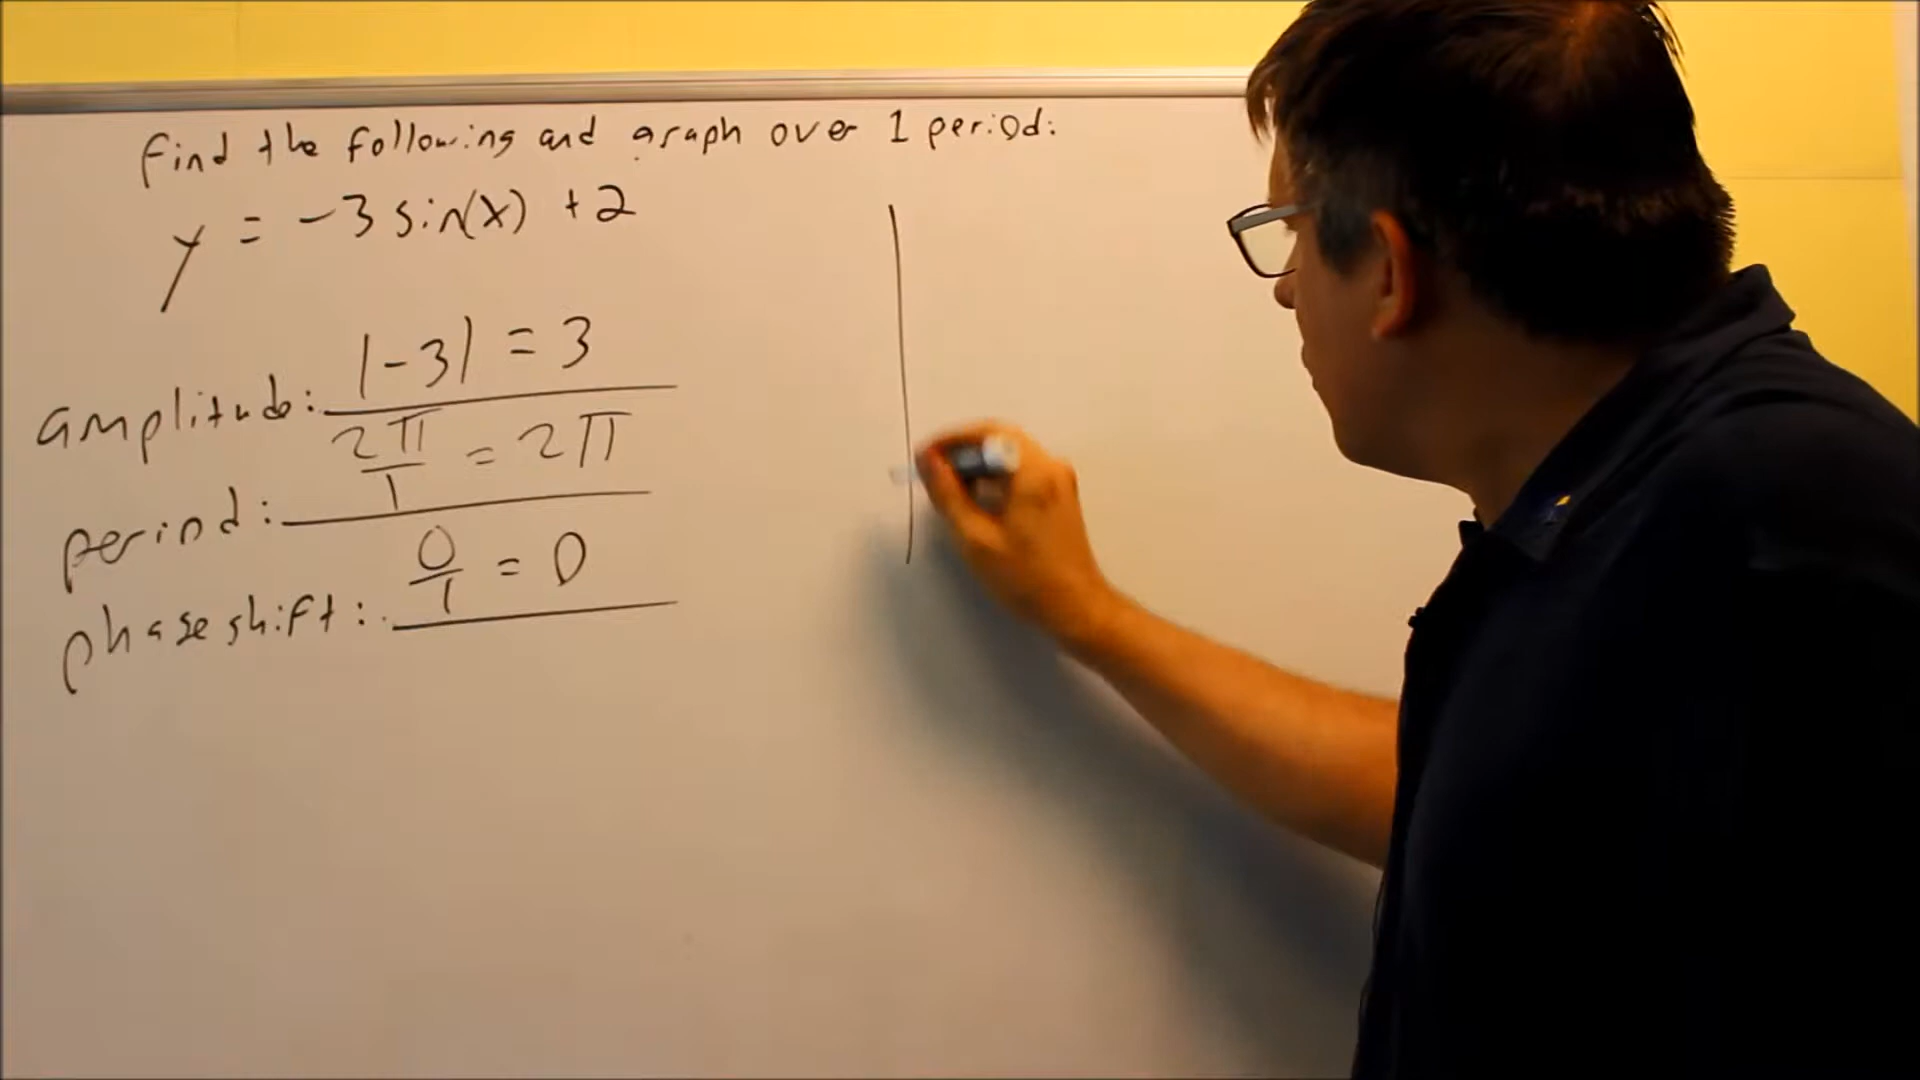 Find the following and graph over 1 period:
y = -3 sin(x) +2
amplitude: |-3| = 3
period: 2π/1 = 2π
phase shift: 0/1 = 0